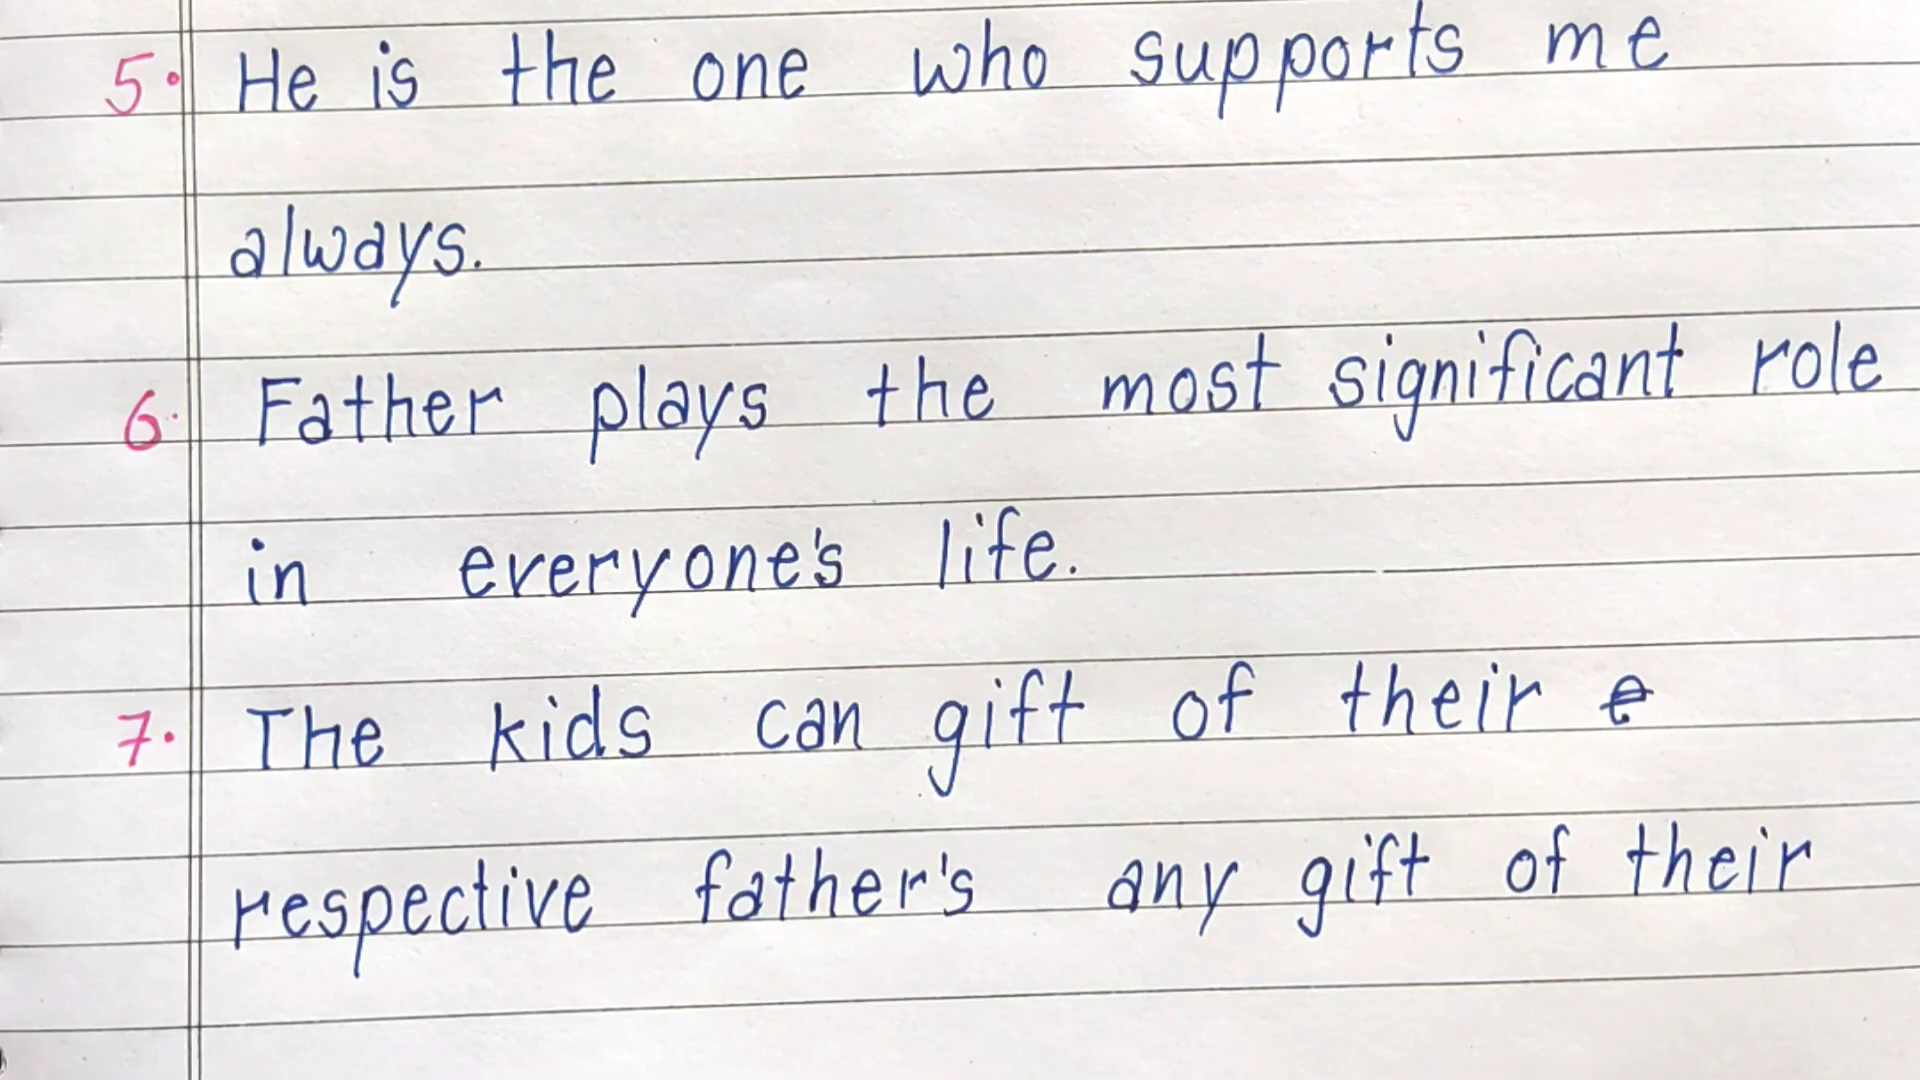 5. He is the one who supports me
always.
6. Father plays the most significant role
in everyone's life.
7. The kids can gift of their e
respective father's any gift of their